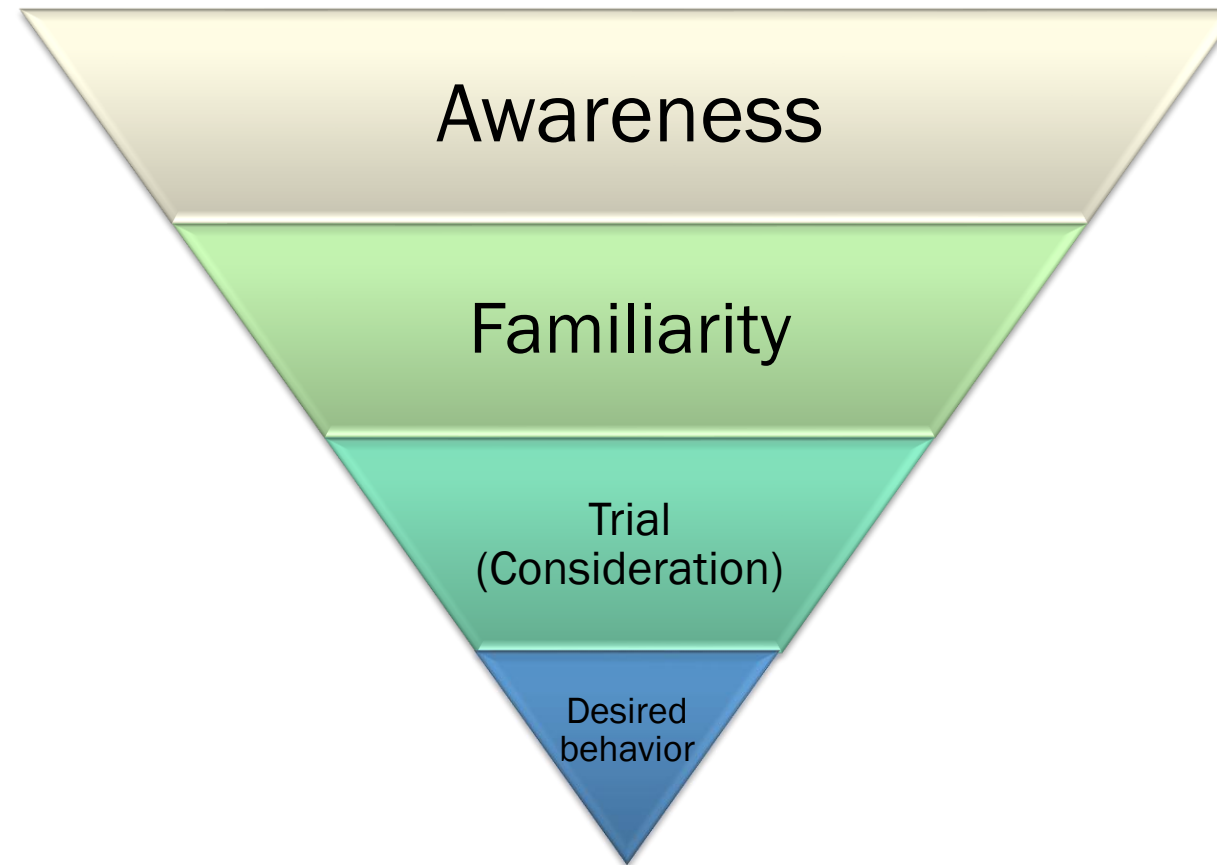 Awareness
Familiarity
Trial
(Consideration)
Desired
behavior